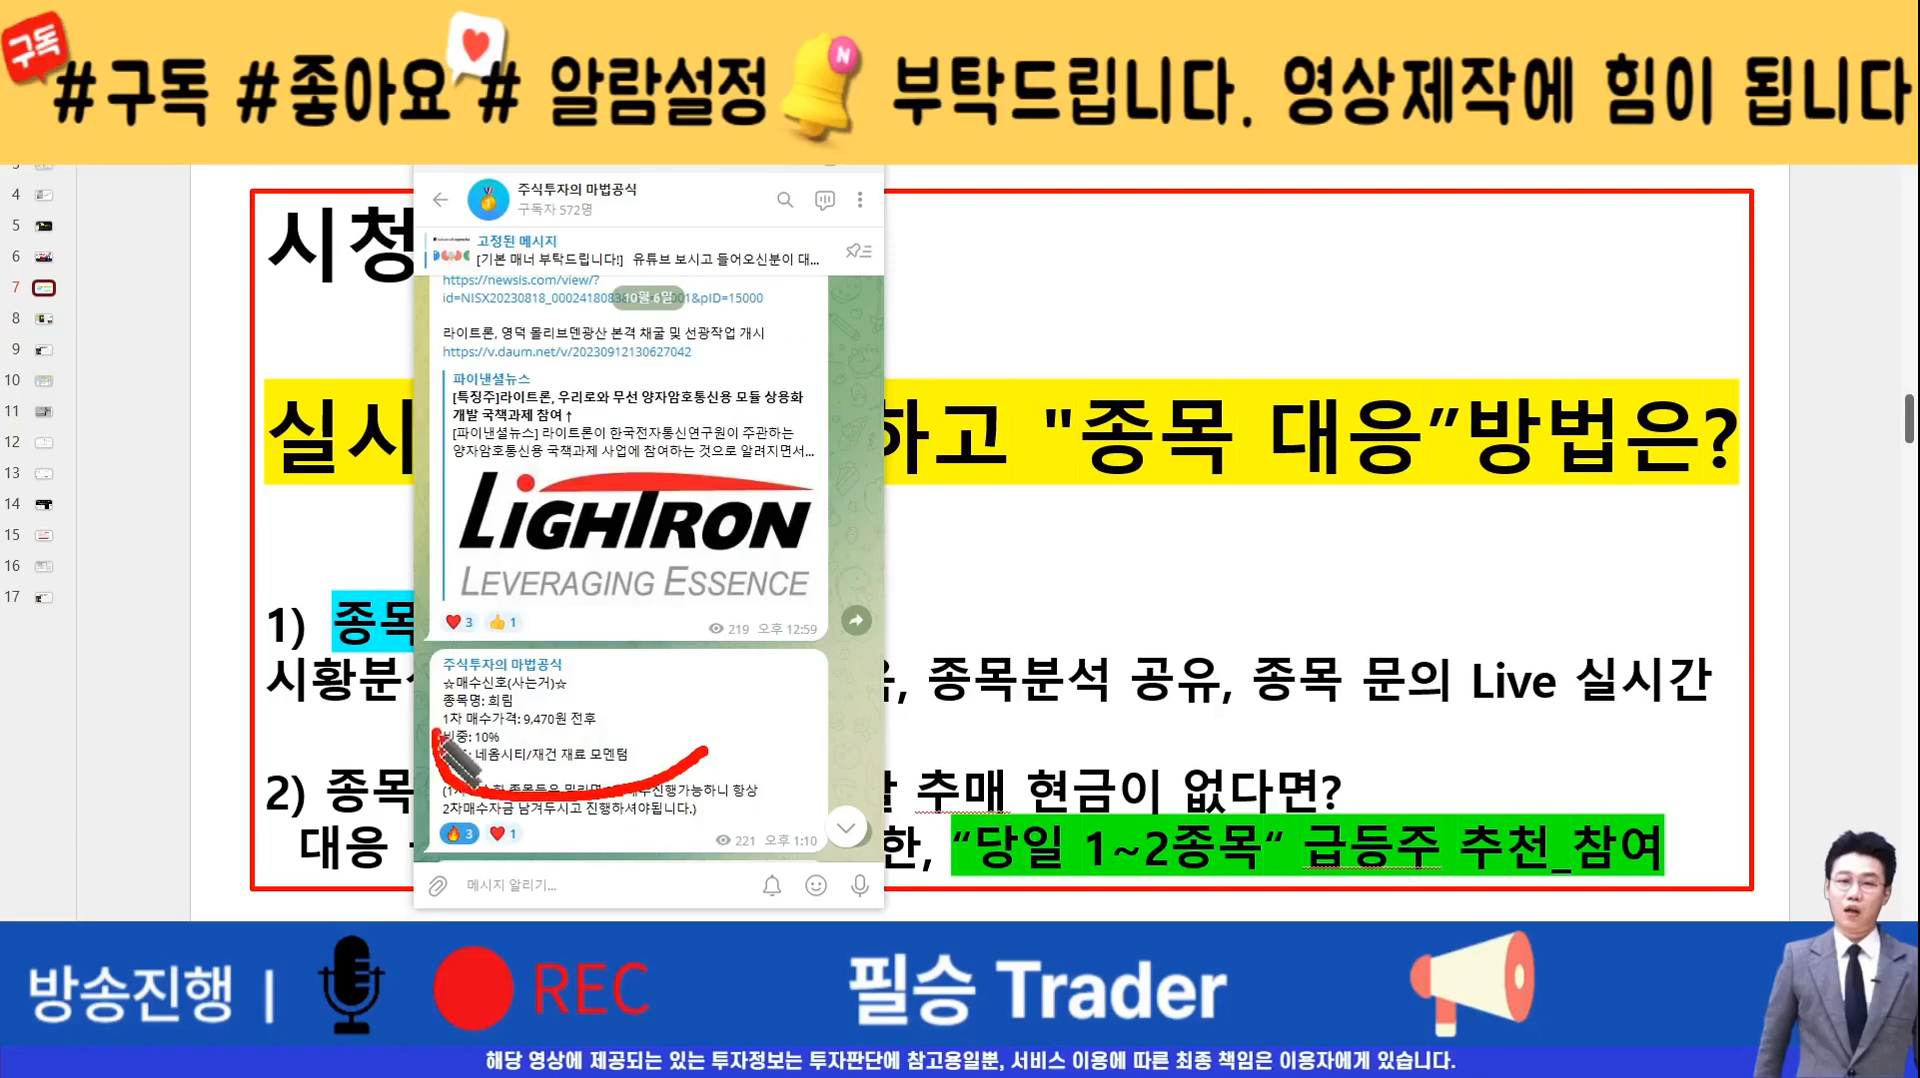 구독
#구독 #좋아요 # 알람설정
N
부탁드립니다. 영상제작에 힘이 됩니다
4
5
6
7
8
9
10
11
12
13
14
15
16
17
시청
실시
하고 "종목 대응”방법은?
1) 종목
시황분
, 종목분석 공유, 종목 문의 Live 실시간
2) 종목
추매 현금이 없다면?
대응
한, “당일 1~2종목“ 급등주 추천_참여
주식투자의 마법공식
구독자 572명
고정된 메시지
[기본 매너 부탁드립니다!] 유튜브 보시고 들어오신분이 대...
https://newsis.com/view/?
id=NISX20230818_000241808
001&pID=15000
10월 6일
라이트론, 영덕 몰리브덴광산 본격 채굴 및 선광작업 개시
https://v.daum.net/v/20230912130627042
파이낸셜뉴스
[특징주]라이트론, 우리로와 무선 양자암호통신용 모듈 상용화
개발 국책과제 참여↑
[파이낸셜뉴스] 라이트론이 한국전자통신연구원이 주관하는
양자암호통신용 국책과제 사업에 참여하는 것으로 알려지면서...
LIGHTRON
LEVERAGING ESSENCE
3 1
219 오후 12:59
주식투자의 마법공식
☆매수신호(사는거)☆
종목명: 희림
1차 매수가격: 9,470원 전후
비중: 10%
: 네옴시티/재건 재료 모멘텀
진행가능하니 항상
2차매수자금 남겨두시고 진행하셔야됩니다.)
3 1
221 오후 1:10
메시지 알리기...
방송진행 |
REC
필승 Trader
해당 영상에 제공되는 있는 투자정보는 투자판단에 참고용일뿐, 서비스 이용에 따른 최종 책임은 이용자에게 있습니다.